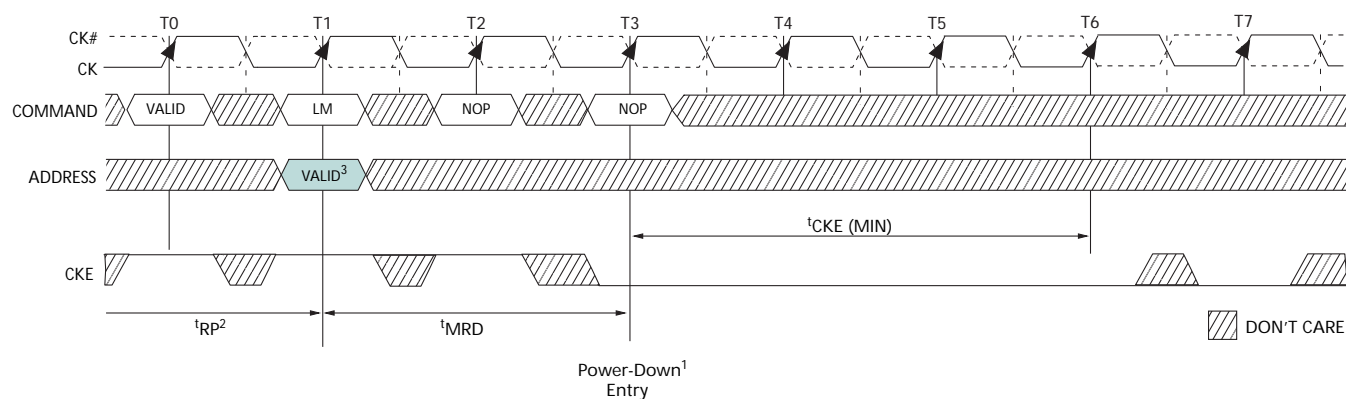 T0 T1 T2 T3 T4 T5 T6 T7
CK#
CK
COMMAND VALID LM NOP NOP
ADDRESS VALID³
ᵗCKE (MIN)
CKE
ᵗRP² ᵗMRD
DON'T CARE
Power-Down¹
Entry